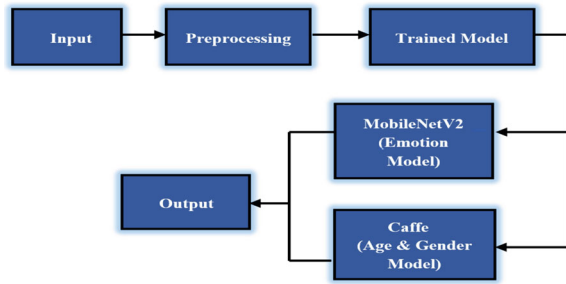 Input
Preprocessing
Trained Model
MobileNetV2
(Emotion
Model)
Output
Caffe
(Age & Gender
Model)